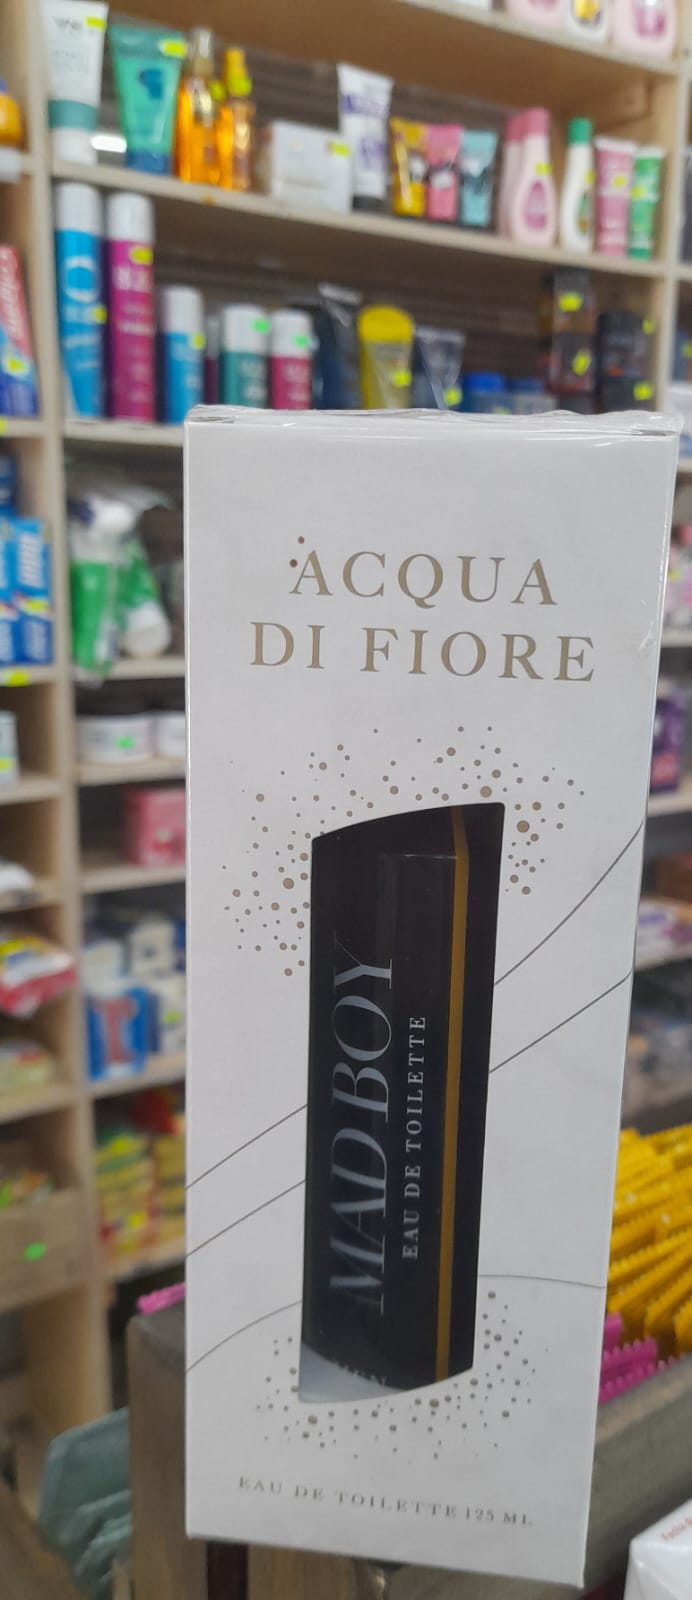 ACQUA
DI FIORE
MAD BOY
EAU DE TOILETTE
EAU DE TOILETTE 125 ML